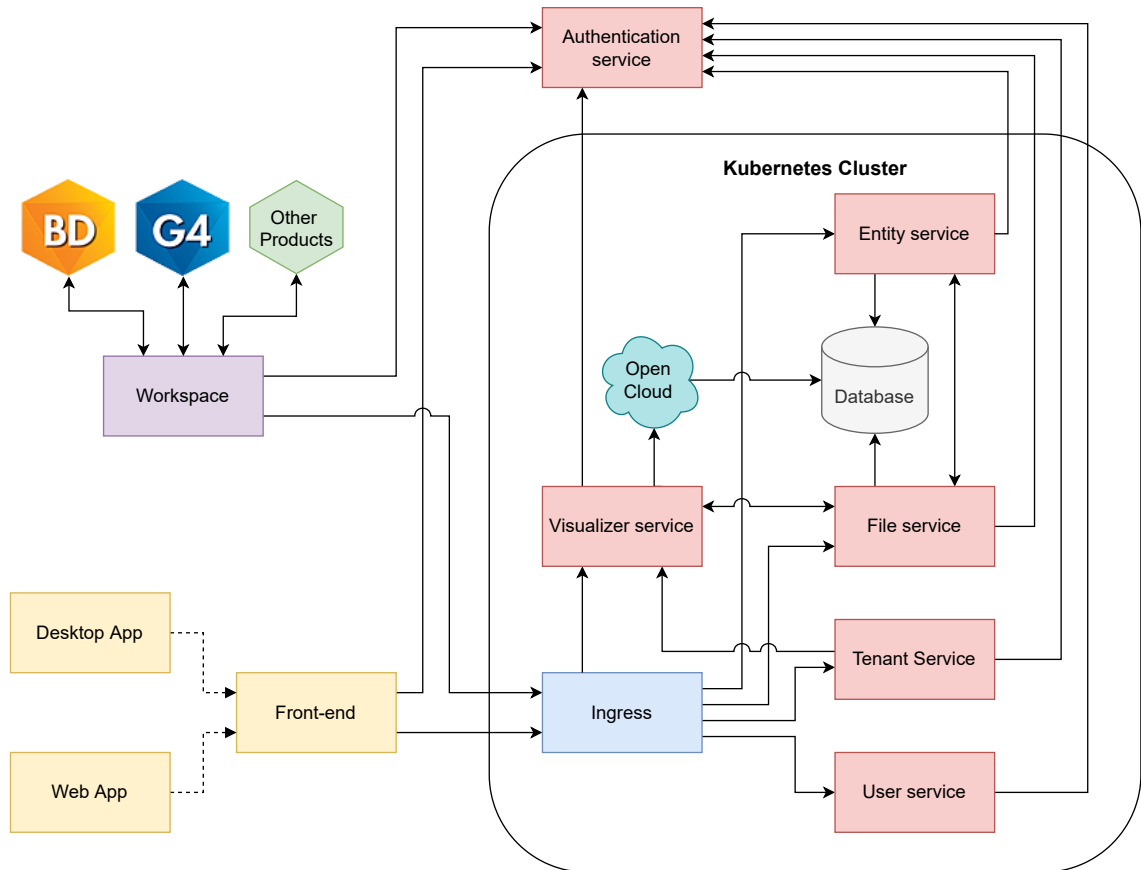 Authentication
service
Kubernetes Cluster
BD
G4
Other
Products
Entity service
Open
Cloud
Database
Workspace
Visualizer service
File service
Desktop App
Tenant Service
Front-end
Ingress
Web App
User service